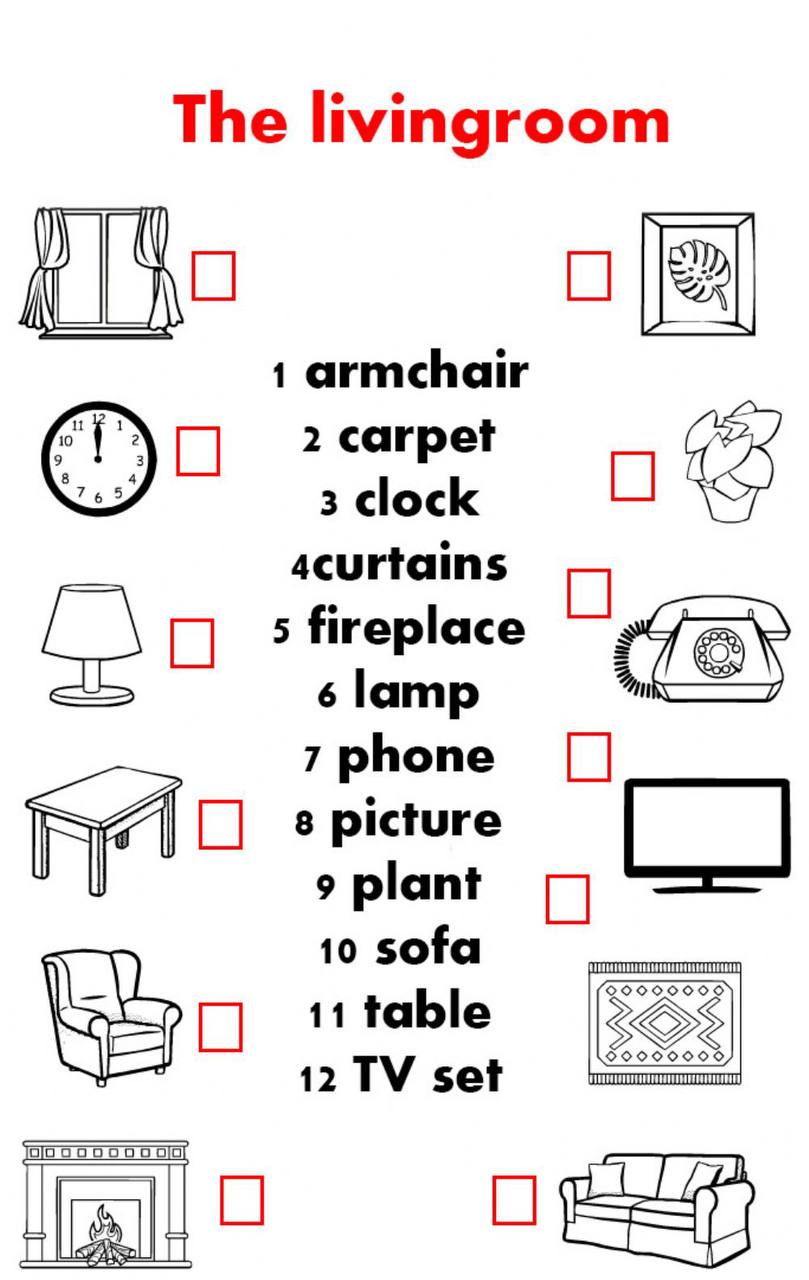 The livingroom
1 armchair
2 carpet
3 clock
4curtains
5 fireplace
6 lamp
7 phone
8 picture
9 plant
10 sofa
11 table
12 TV set
12
11
1
10
2
9
3
8
4
7
5
6